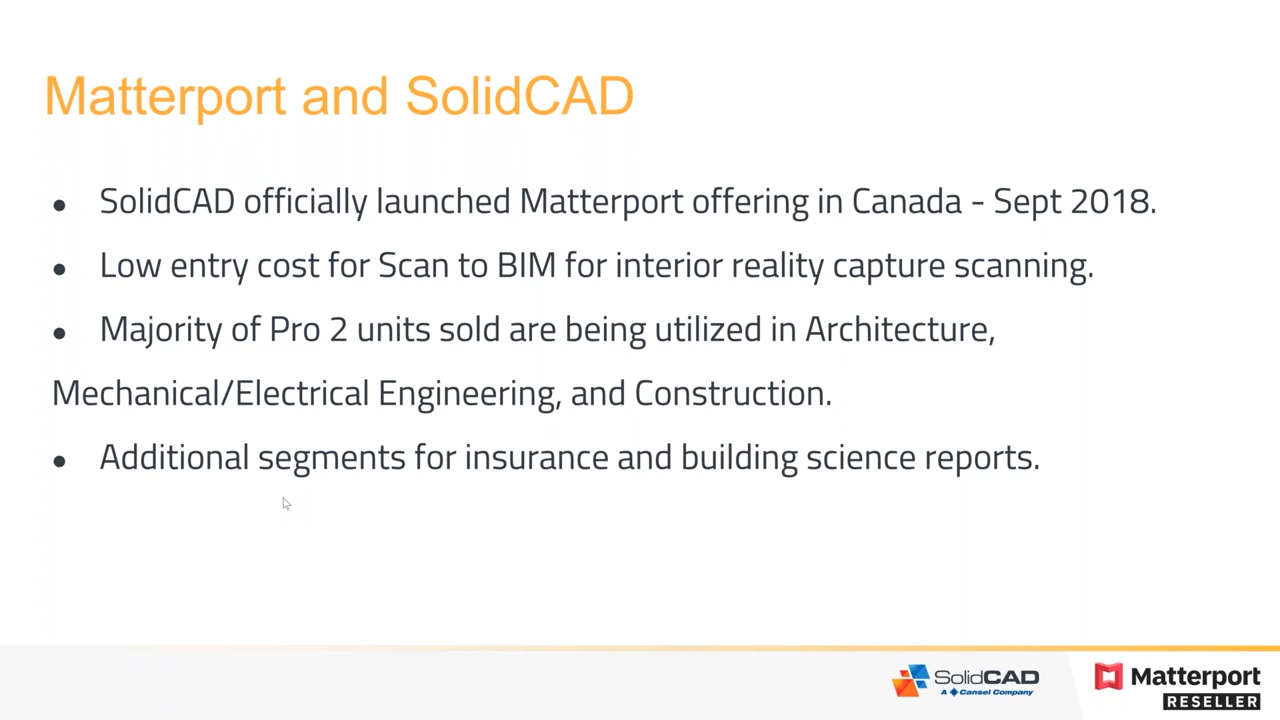 Matterport and SolidCAD
● SolidCAD officially launched Matterport offering in Canada - Sept 2018.
● Low entry cost for Scan to BIM for interior reality capture scanning.
● Majority of Pro 2 units sold are being utilized in Architecture,
Mechanical/Electrical Engineering, and Construction.
● Additional segments for insurance and building science reports.
SolidCAD
A Cansel Company
Matterport
RESELLER